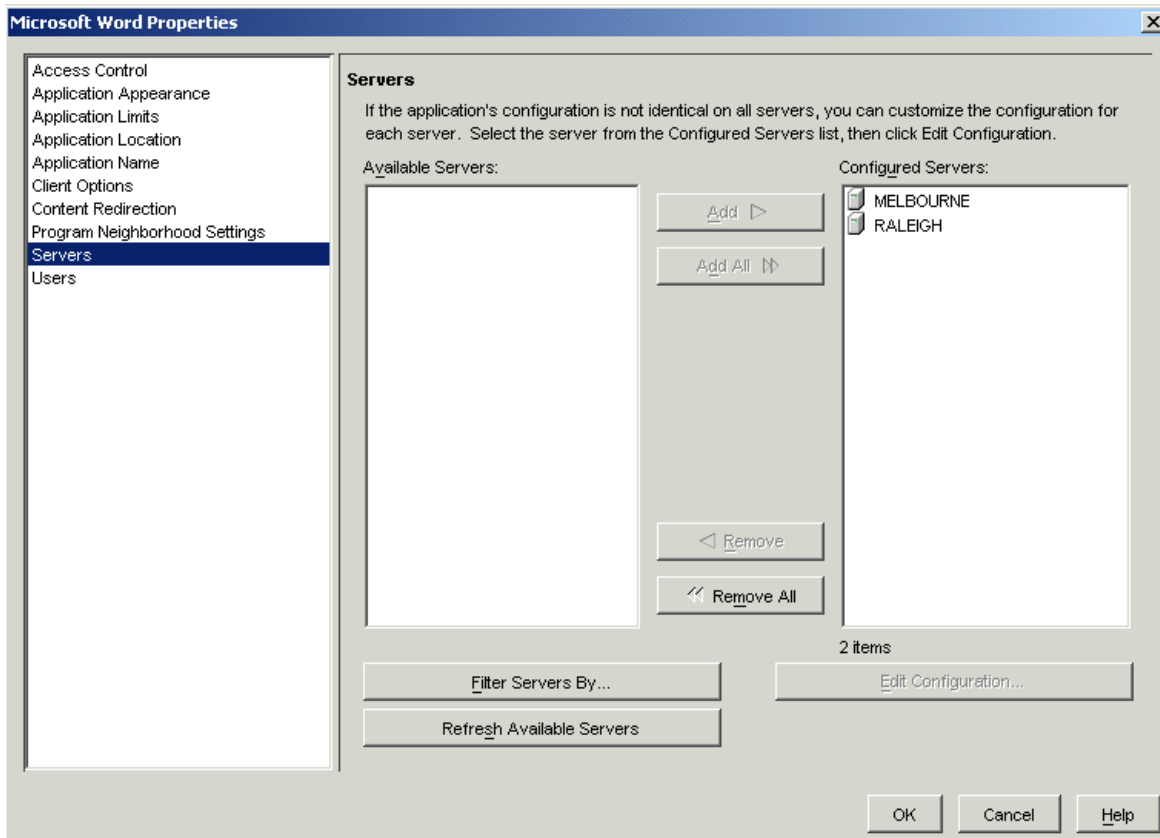 Microsoft Word Properties
Access Control
Application Appearance
Application Limits
Application Location
Application Name
Client Options
Content Redirection
Program Neighborhood Settings
Servers
Users
Servers
If the application's configuration is not identical on all servers, you can customize the configuration for
each server. Select the server from the Configured Servers list, then click Edit Configuration.
Available Servers:
Configured Servers:
Add
Add All
Remove
Remove All
MELBOURNE
RALEIGH
2 items
Filter Servers By...
Edit Configuration...
Refresh Available Servers
OK
Cancel
Help